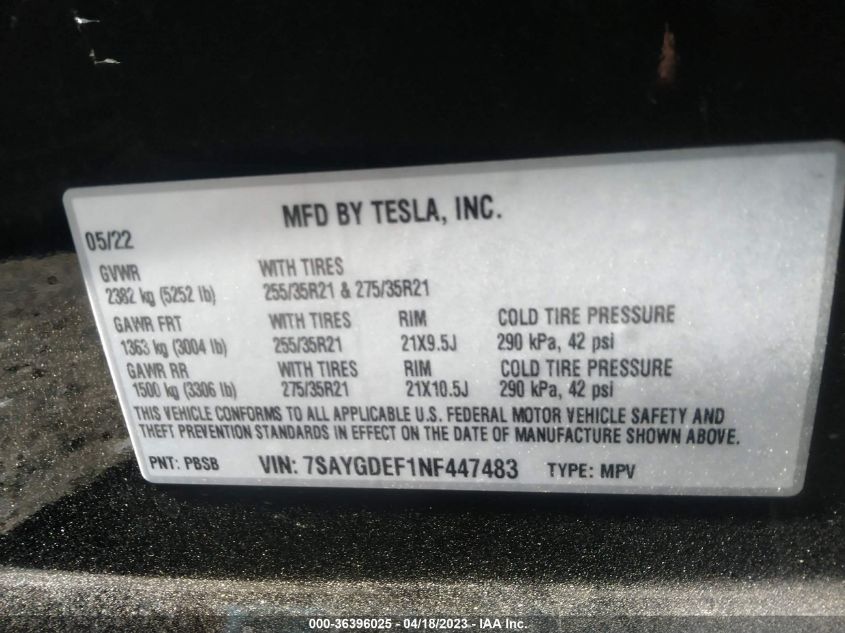 MFD BY TESLA, INC.
05/22
GVWR WITH TIRES
2382 kg (5252 lb) 255/35R21 & 275/35R21
GAWR FRT WITH TIRES RIM COLD TIRE PRESSURE
1363 kg (3004 lb) 255/35R21 21X9.5J 290 kPa, 42 psi
GAWR RR WITH TIRES RIM COLD TIRE PRESSURE
1500 kg (3306 lb) 275/35R21 21X10.5J 290 kPa, 42 psi
THIS VEHICLE CONFORMS TO ALL APPLICABLE U.S. FEDERAL MOTOR VEHICLE SAFETY AND
THEFT PREVENTION STANDARDS IN EFFECT ON THE DATE OF MANUFACTURE SHOWN ABOVE.
PNT: PBSB VIN: 7SAYGDEF1NF447483 TYPE: MPV
000-36396025 - 04/18/2023 - IAA Inc.